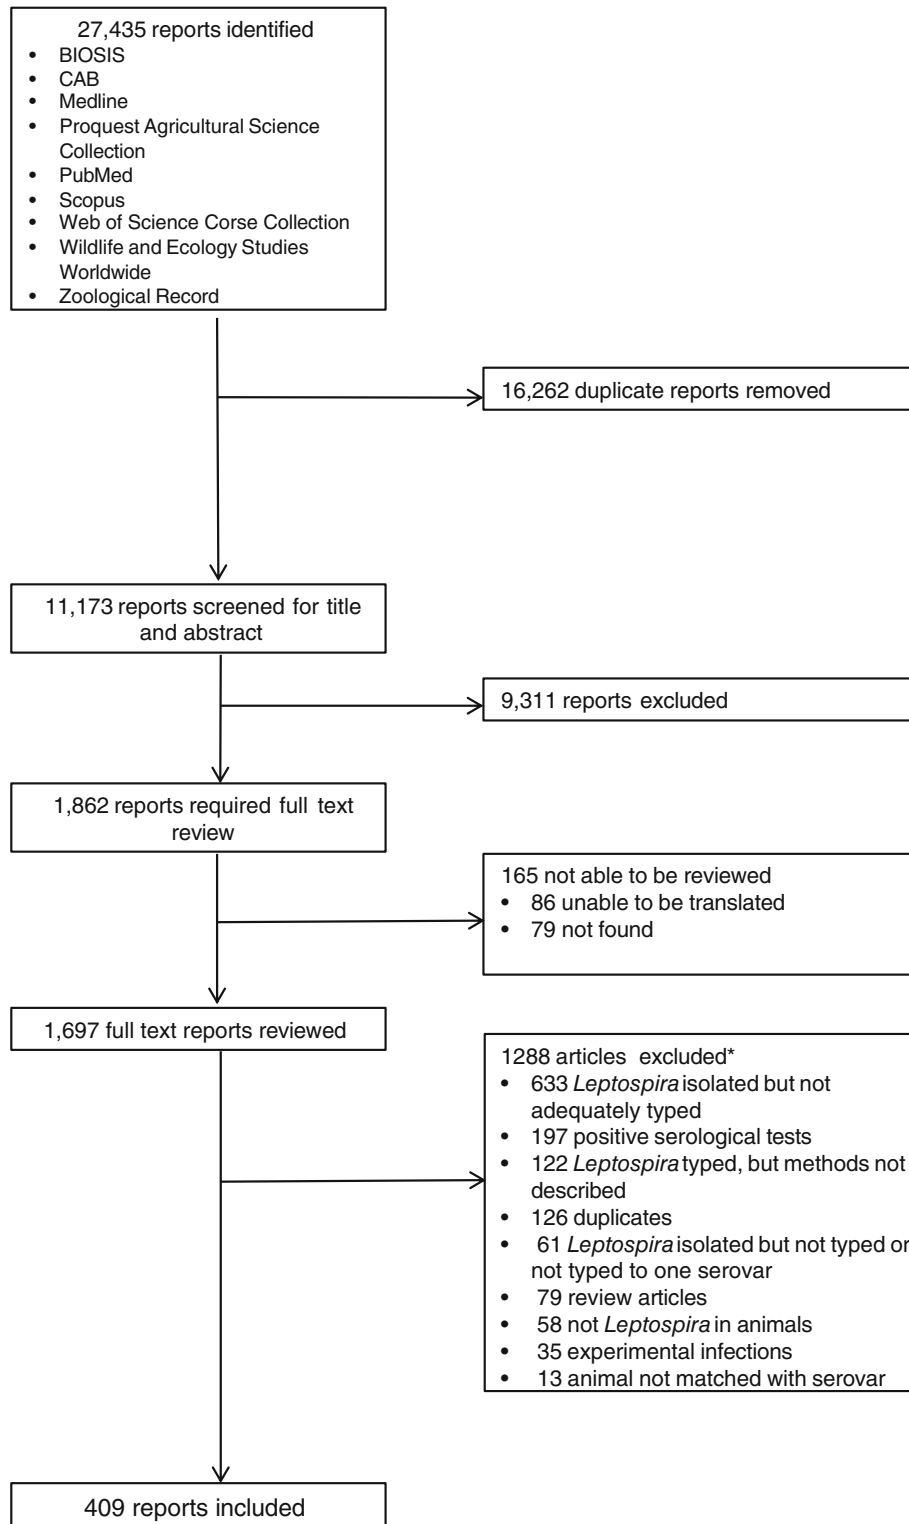 27,435 reports identified
• BIOSIS
• CAB
• Medline
• Proquest Agricultural Science
Collection
• PubMed
• Scopus
• Web of Science Corse Collection
• Wildlife and Ecology Studies
Worldwide
• Zoological Record
16,262 duplicate reports removed
11,173 reports screened for title
and abstract
9,311 reports excluded
1,862 reports required full text
review
165 not able to be reviewed
• 86 unable to be translated
• 79 not found
1,697 full text reports reviewed
1288 articles excluded*
• 633 Leptospira isolated but not
adequately typed
• 197 positive serological tests
• 122 Leptospira typed, but methods not
described
• 126 duplicates
• 61 Leptospira isolated but not typed or
not typed to one serovar
• 79 review articles
• 58 not Leptospira in animals
• 35 experimental infections
• 13 animal not matched with serovar
409 reports included